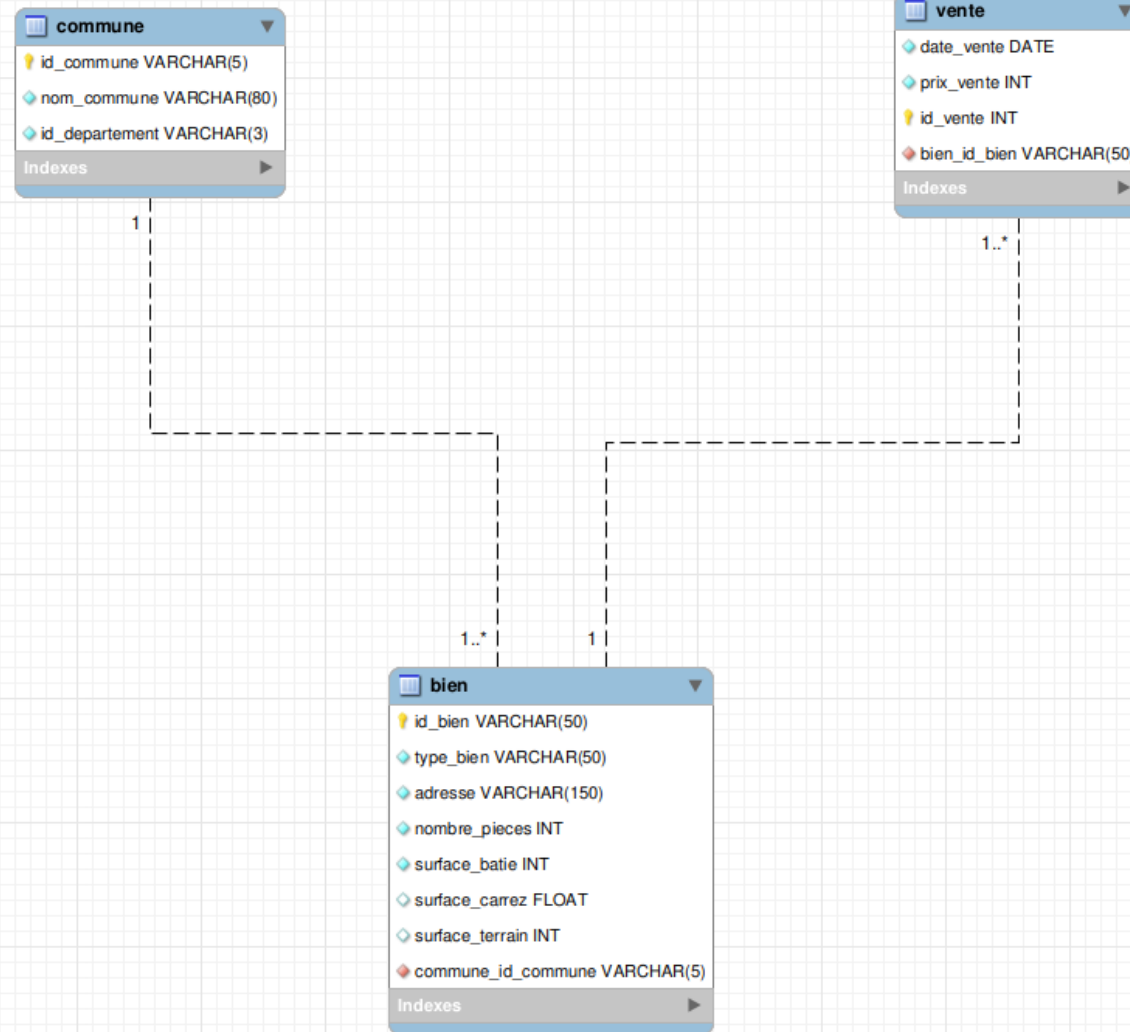 commune
id_commune VARCHAR(5)
nom_commune VARCHAR(80)
id_departement VARCHAR(3)
Indexes
1
vente
date_vente DATE
prix_vente INT
id_vente INT
bien_id_bien VARCHAR(50
Indexes
1..*
1..*
1
bien
id_bien VARCHAR(50)
type_bien VARCHAR(50)
adresse VARCHAR(150)
nombre_pieces INT
surface_batie INT
surface_carrez FLOAT
surface_terrain INT
commune_id_commune VARCHAR(5)
Indexes